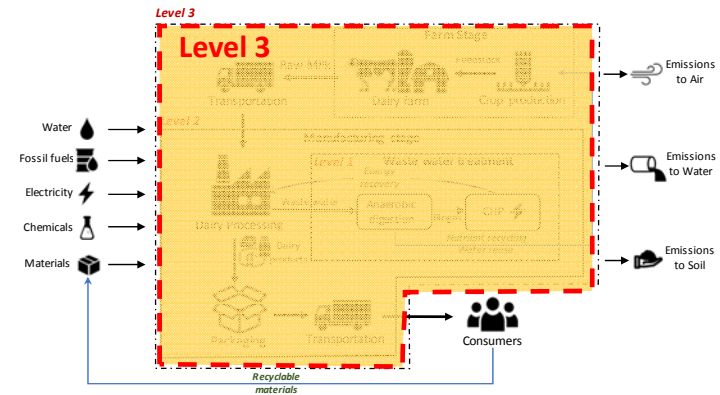 Level 3
Level 3
Farm Stage
Raw Milk
Feedstock
Transportation
Dairy farm
Crop production
Emissions
to Air
Level 2
Water
Manufacturing stage
Fossil fuels
Level 1
Waste water treatment
Energy
recovery
Emissions
to Water
Electricity
Waste water
Anaerobic
digestion
Biogas
CHP
Dairy Processing
Chemicals
Nutrient recycling
Water reuse
Dairy
products
Materials
Emissions
to Soil
Packaging
Transportation
Consumers
Recyclable
materials